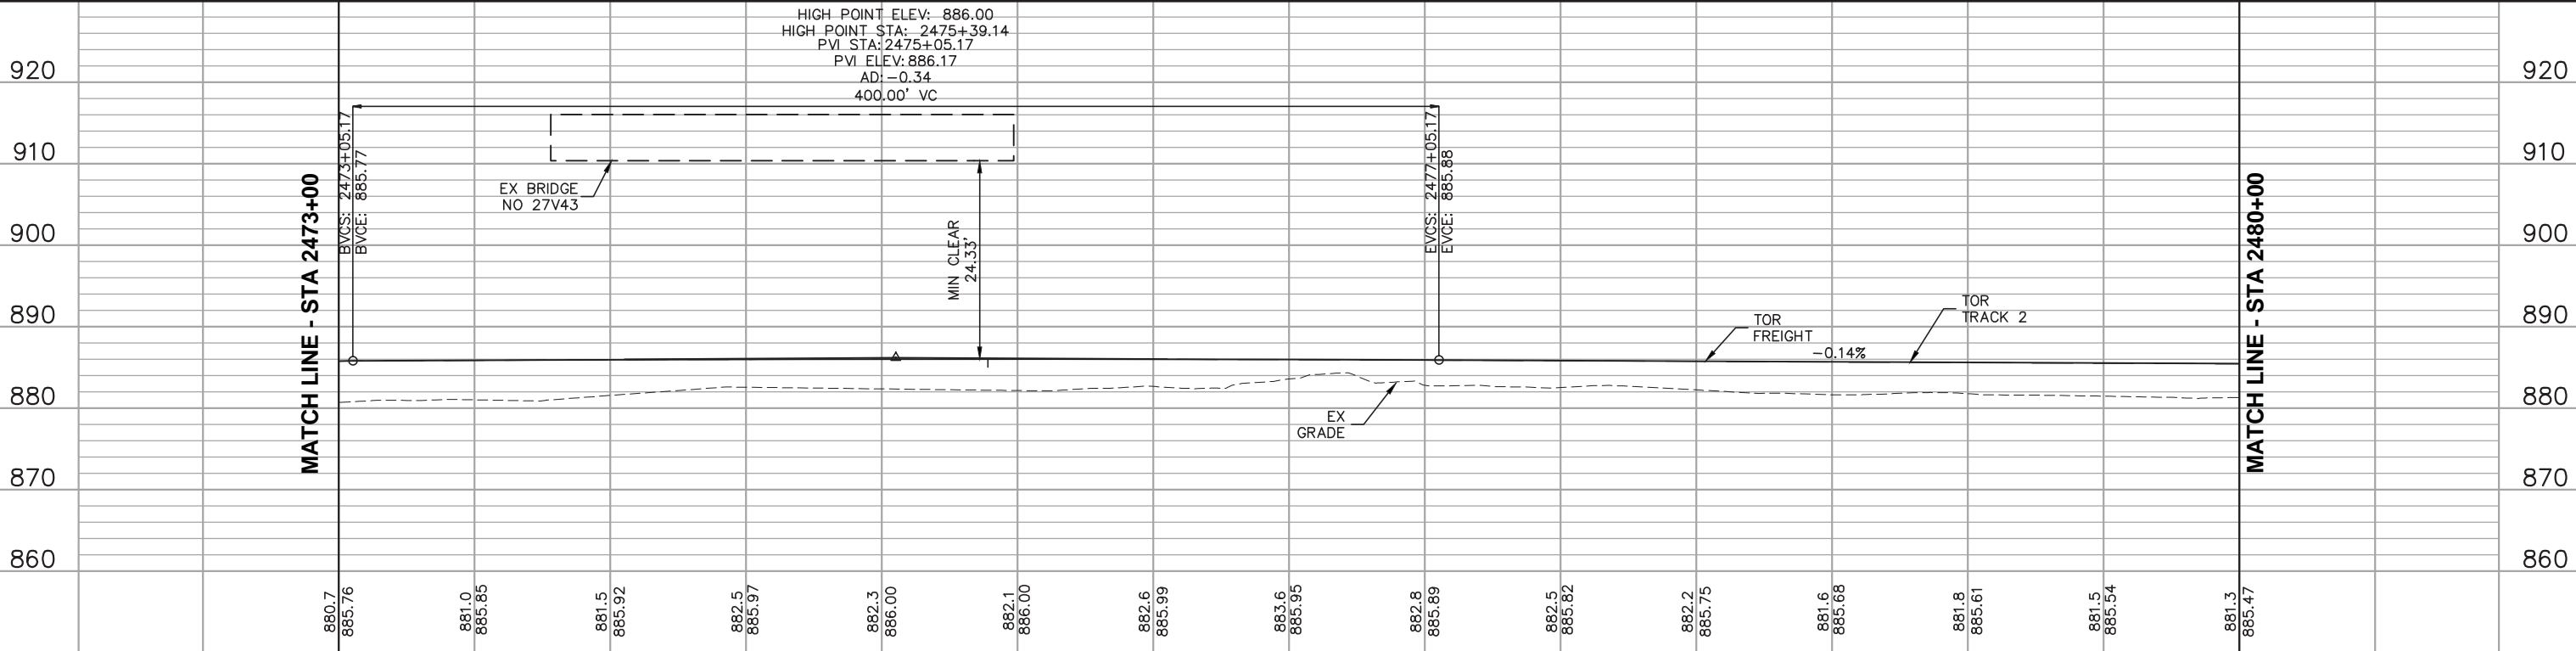 HIGH POINT ELEV: 886.00
HIGH POINT STA: 2475+39.14
PVI STA: 2475+05.17
PVI ELEV: 886.17
AD: -0.34
400.00' VC
920
920
910
910
900
900
890
890
880
880
870
870
860
860
MATCH LINE - STA 2473+00
BVCS: 2473+05.17
BVCE: 885.77
EX BRIDGE
NO 27V43
MIN CLEAR
24.33'
EVCS: 2477+05.17
EVCE: 885.88
TOR
FREIGHT
-0.14%
TOR
TRACK 2
EX
GRADE
MATCH LINE - STA 2480+00
880.7
885.76
881.0
885.85
881.5
885.92
882.5
885.97
882.3
886.00
882.1
886.00
882.6
885.99
883.6
885.95
882.8
885.89
882.5
885.82
882.2
885.75
881.6
885.68
881.8
885.61
881.5
885.54
881.3
885.47